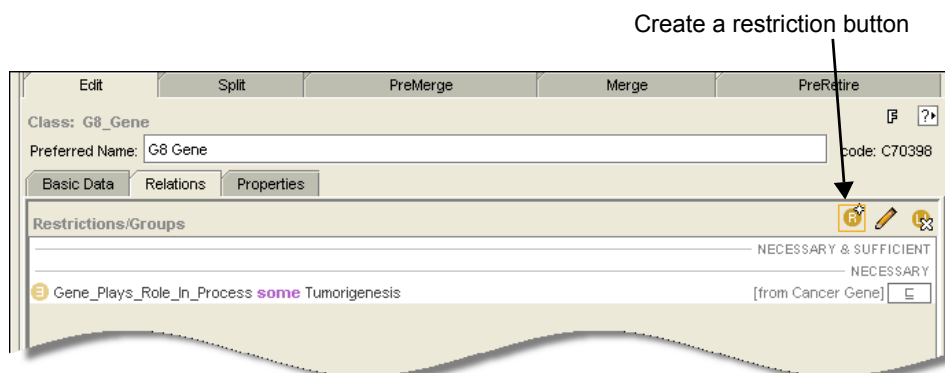 Create a restriction button
Edit Split PreMerge Merge PreRetire
Class: G8_Gene
Preferred Name: G8 Gene code: C70398
Basic Data Relations Properties
Restrictions/Groups
NECESSARY & SUFFICIENT
NECESSARY
Gene_Plays_Role_In_Process some Tumorigenesis [from Cancer Gene] ⊑